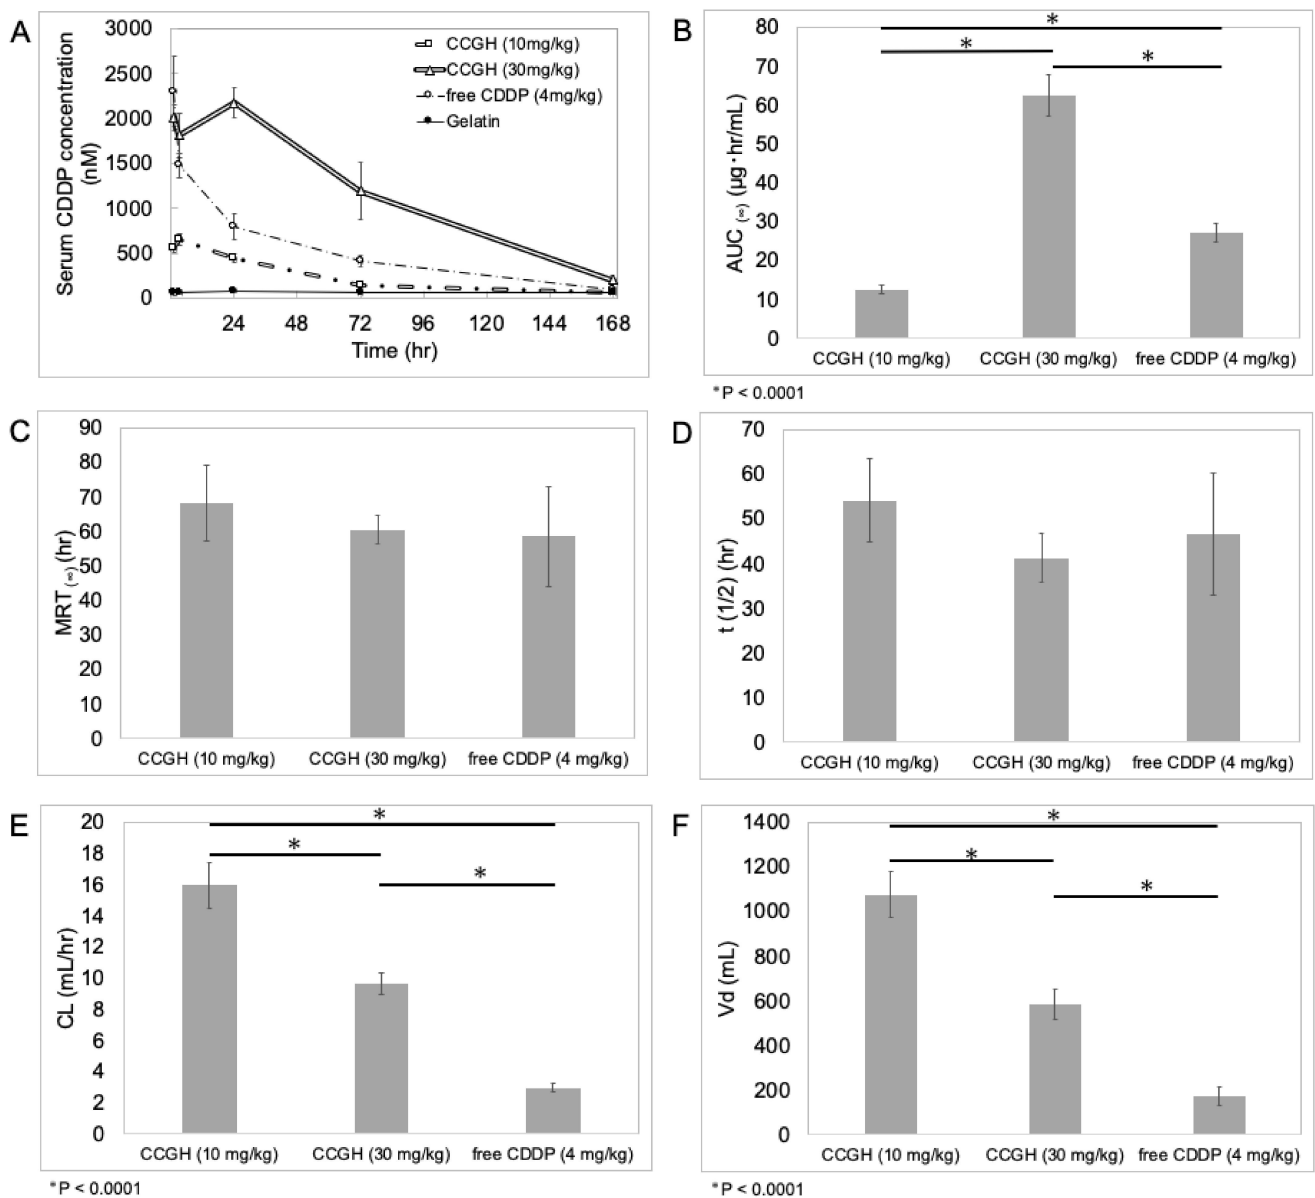 A
Serum CDDP concentration
(nM)
3000
2500
2000
1500
1000
500
0
CCGH (10mg/kg)
CCGH (30mg/kg)
free CDDP (4mg/kg)
Gelatin
24 48 72 96 120 144 168
Time (hr)
B
AUC (∞) (μg·hr/mL)
80
70
60
50
40
30
20
10
0
*
*
*
CCGH (10 mg/kg) CCGH (30 mg/kg) free CDDP (4 mg/kg)
*P < 0.0001
C
MRT (∞) (hr)
90
80
70
60
50
40
30
20
10
0
CCGH (10 mg/kg) CCGH (30 mg/kg) free CDDP (4 mg/kg)
D
t (1/2) (hr)
70
60
50
40
30
20
10
0
CCGH (10 mg/kg) CCGH (30 mg/kg) free CDDP (4 mg/kg)
E
CL (mL/hr)
20
18
16
14
12
10
8
6
4
2
0
*
*
*
CCGH (10 mg/kg) CCGH (30 mg/kg) free CDDP (4 mg/kg)
*P < 0.0001
F
Vd (mL)
1400
1200
1000
800
600
400
200
0
*
*
*
CCGH (10 mg/kg) CCGH (30 mg/kg) free CDDP (4 mg/kg)
*P < 0.0001